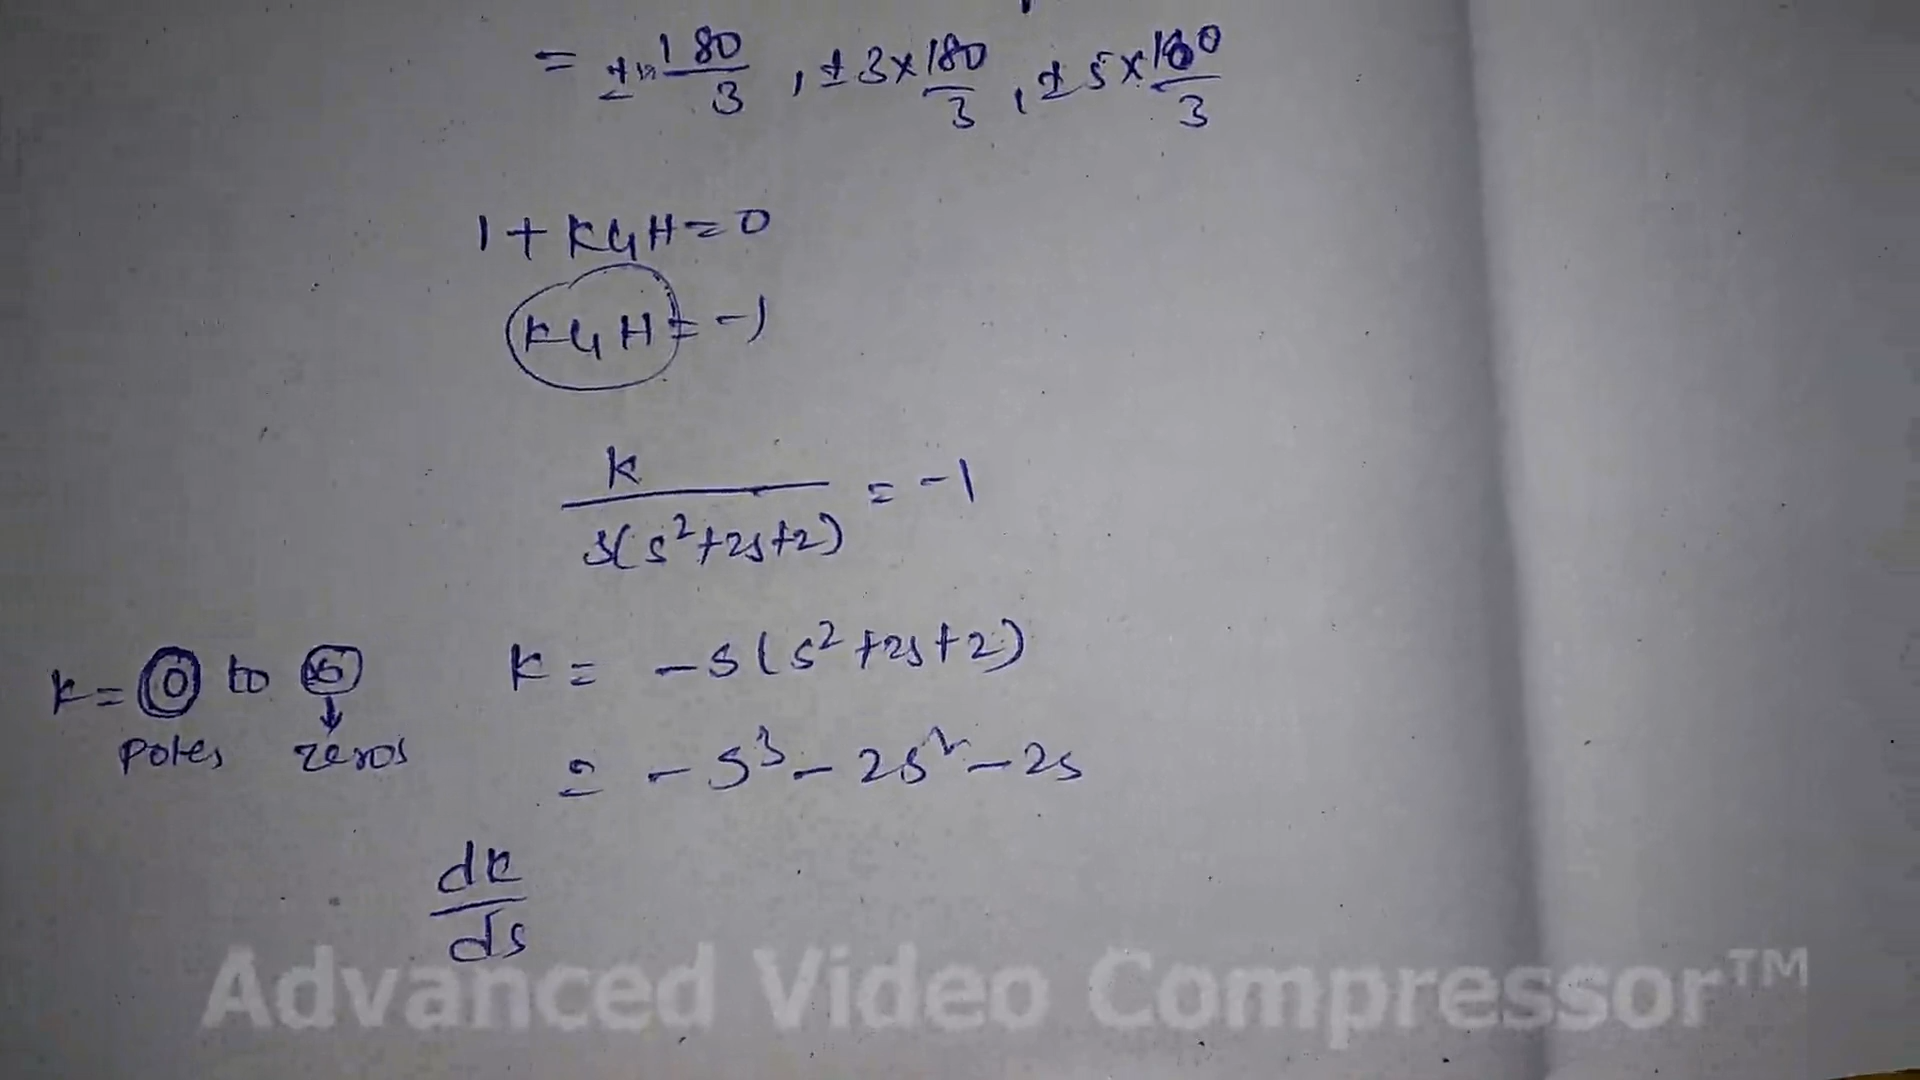 = ± 180/3 , ±3×180/3 , ±5×180/3
1 + KGH = 0
KGH = -1
K/s(s²+2s+2) = -1
K = 0 to ∞
poles zeros
K = -s(s²+2s+2)
= -s³ - 2s² - 2s
dK/ds
Advanced Video Compressor™